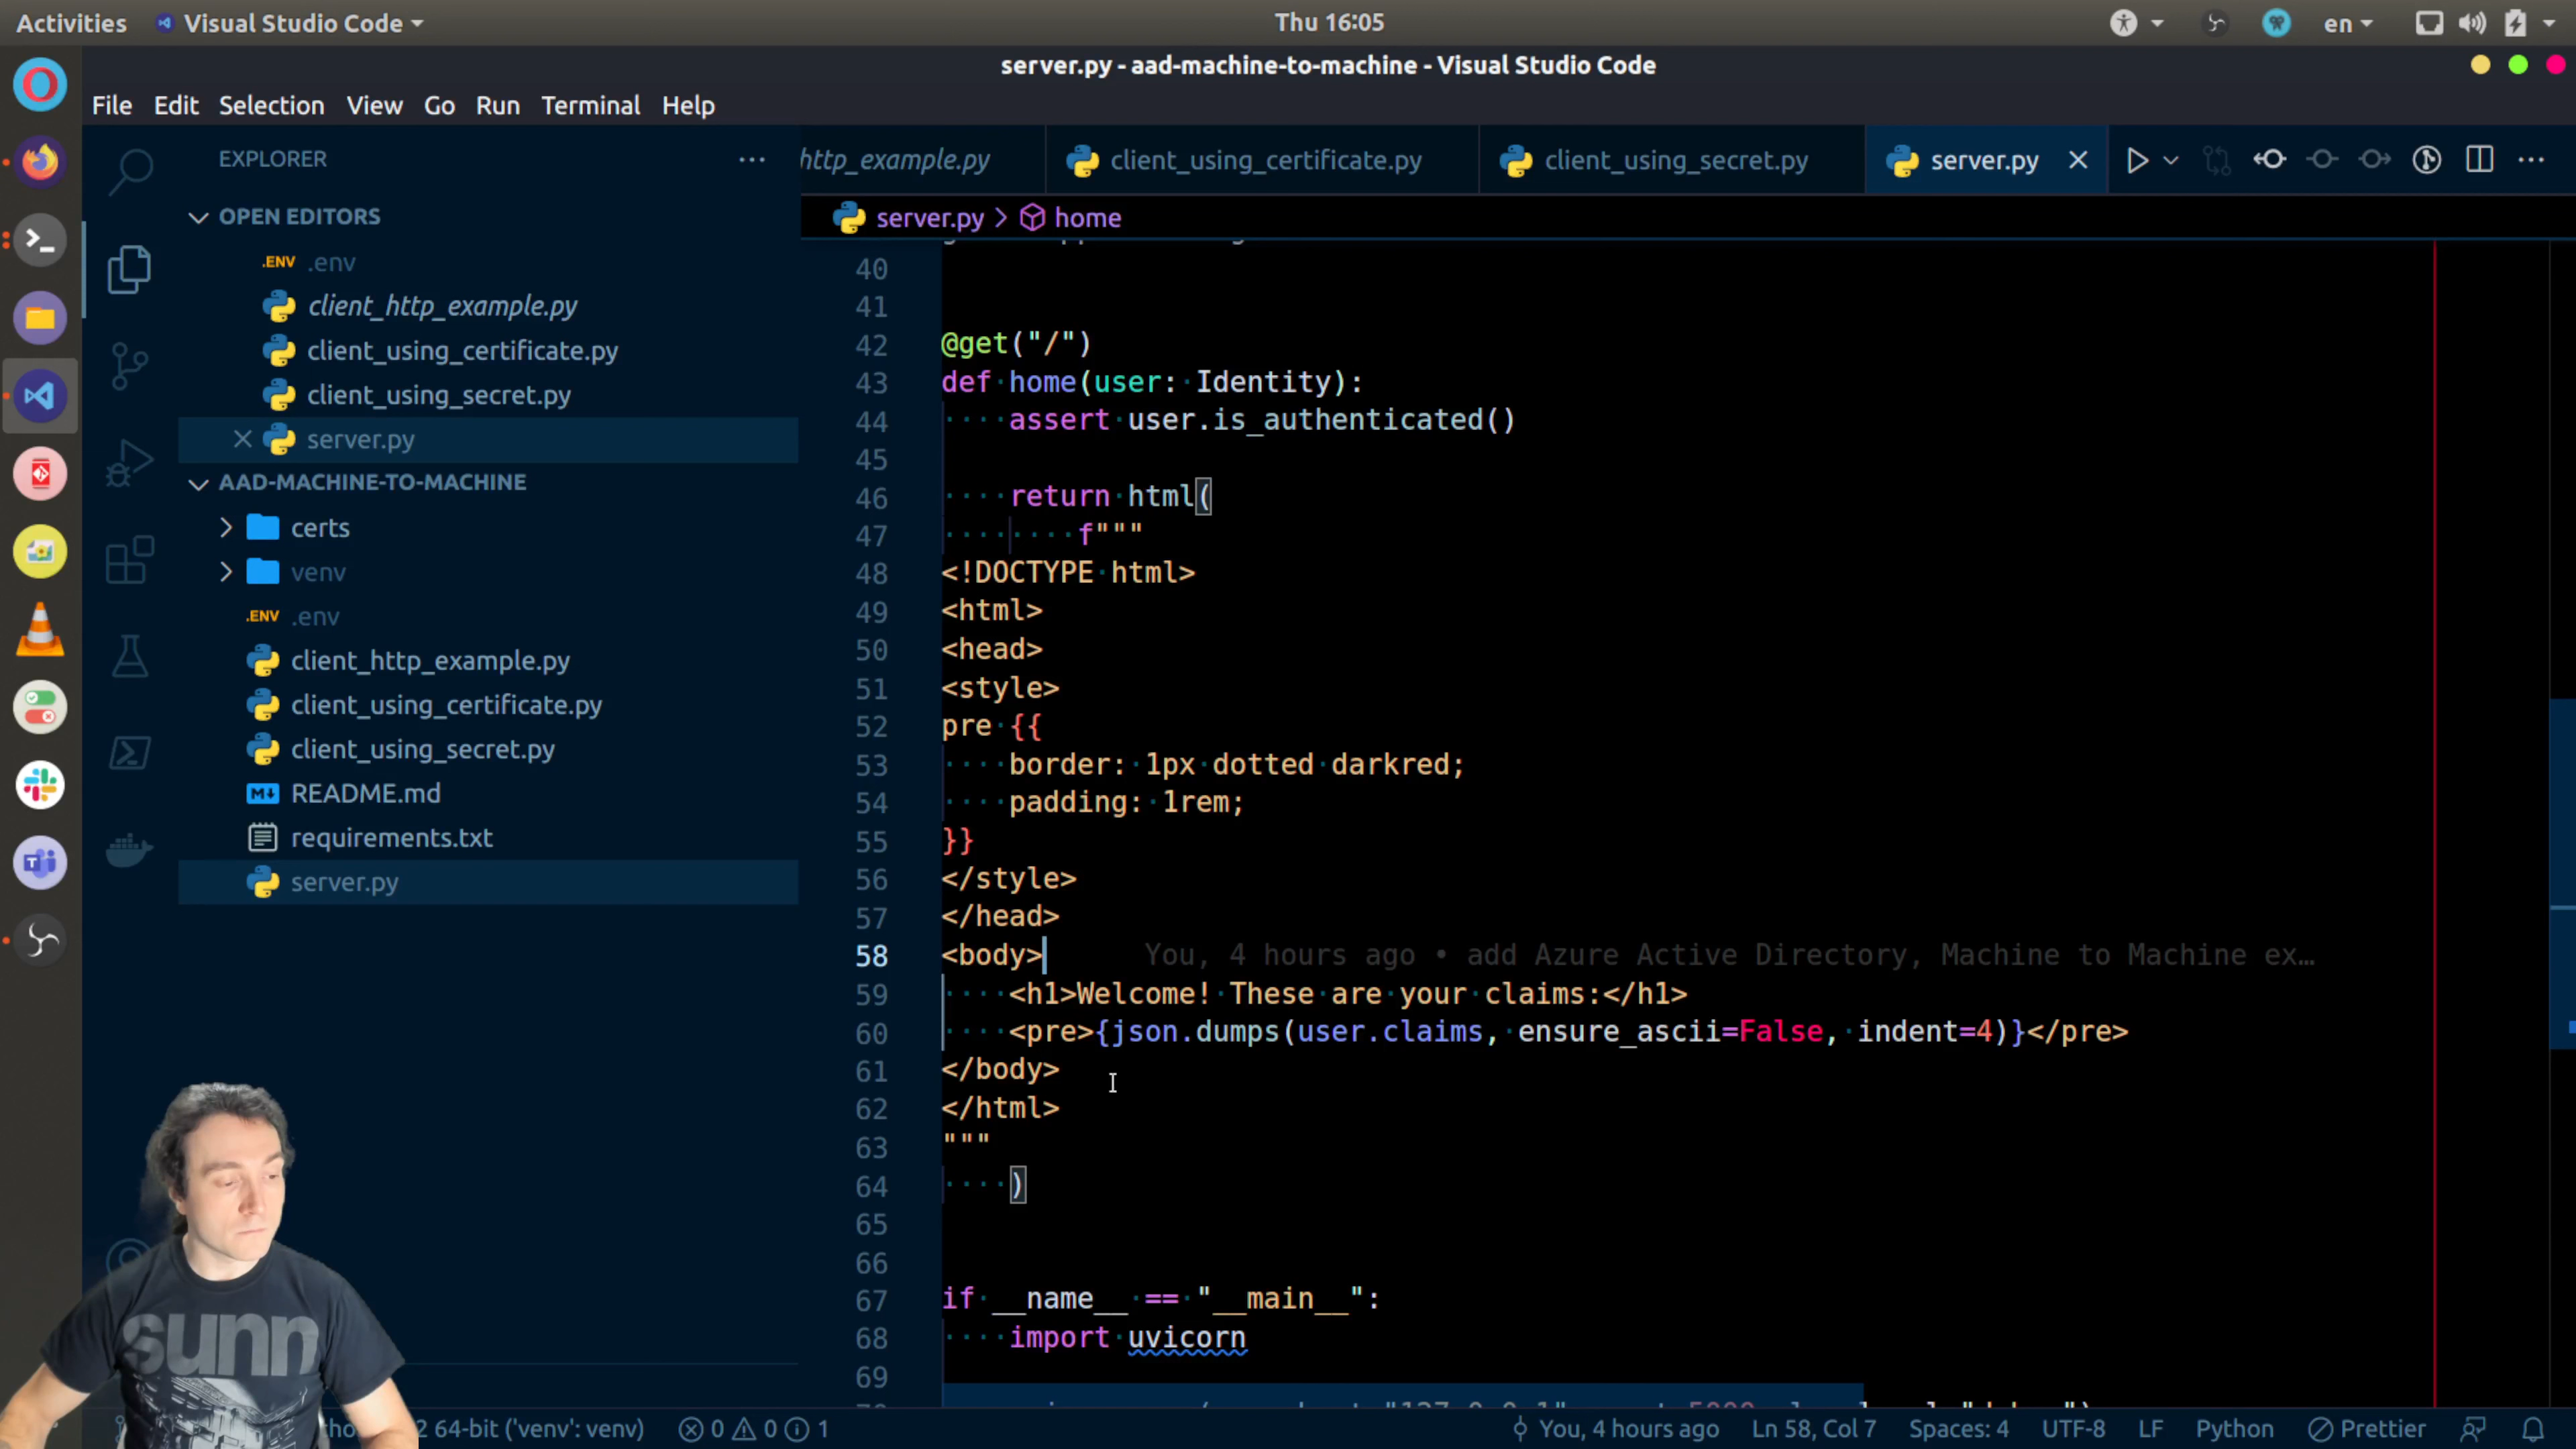 Activities Visual Studio Code Thu 16:05 en
server.py - aad-machine-to-machine - Visual Studio Code
File Edit Selection View Go Run Terminal Help
EXPLORER
OPEN EDITORS
.ENV .env
client_http_example.py
client_using_certificate.py
client_using_secret.py
server.py
AAD-MACHINE-TO-MACHINE
certs
venv
.ENV .env
client_http_example.py
client_using_certificate.py
client_using_secret.py
README.md
requirements.txt
server.py
http_example.py client_using_certificate.py client_using_secret.py server.py
server.py > home
40
41
42 @get("/")
43 def home(user: Identity):
44 assert user.is_authenticated()
45
46 return html(
47 f"""
48 <!DOCTYPE html>
49 <html>
50 <head>
51 <style>
52 pre {{
53 border: 1px dotted darkred;
54 padding: 1rem;
55 }}
56 </style>
57 </head>
58 <body> You, 4 hours ago • add Azure Active Directory, Machine to Machine ex…
59 <h1>Welcome! These are your claims:</h1>
60 <pre>{json.dumps(user.claims, ensure_ascii=False, indent=4)}</pre>
61 </body>
62 </html>
63 """
64 )
65
66
67 if __name__ == "__main__":
68 import uvicorn
69
sunn
2 64-bit ('venv': venv) 0 0 1 You, 4 hours ago Ln 58, Col 7 Spaces: 4 UTF-8 LF Python Prettier